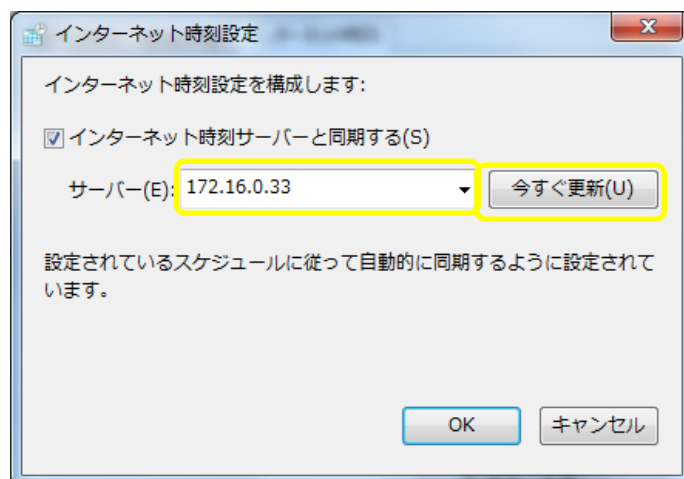 インターネット時刻設定
インターネット時刻設定を構成します:
インターネット時刻サーバーと同期する(S)
サーバー(E): 172.16.0.33 今すぐ更新(U)
設定されているスケジュールに従って自動的に同期するように設定されて
います。
OK キャンセル